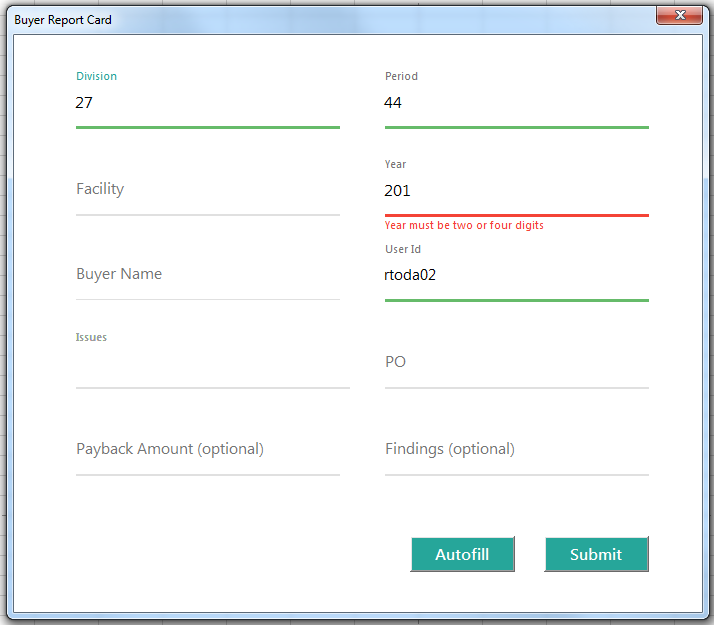 Buyer Report Card
Division
Period
27
44
Year
Facility
201
Year must be two or four digits
User Id
Buyer Name
rtoda02
Issues
PO
Payback Amount (optional)
Findings (optional)
Autofill
Submit